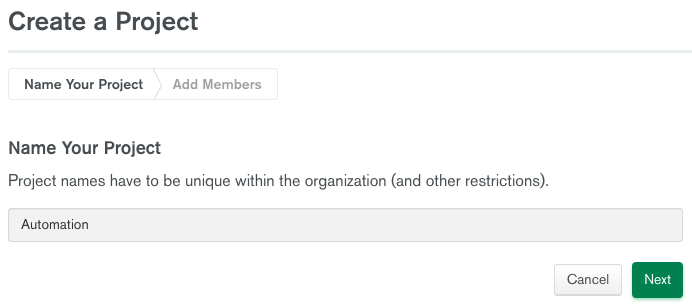 Create a Project
Name Your Project
Add Members
Name Your Project
Project names have to be unique within the organization (and other restrictions).
Automation
Cancel
Next